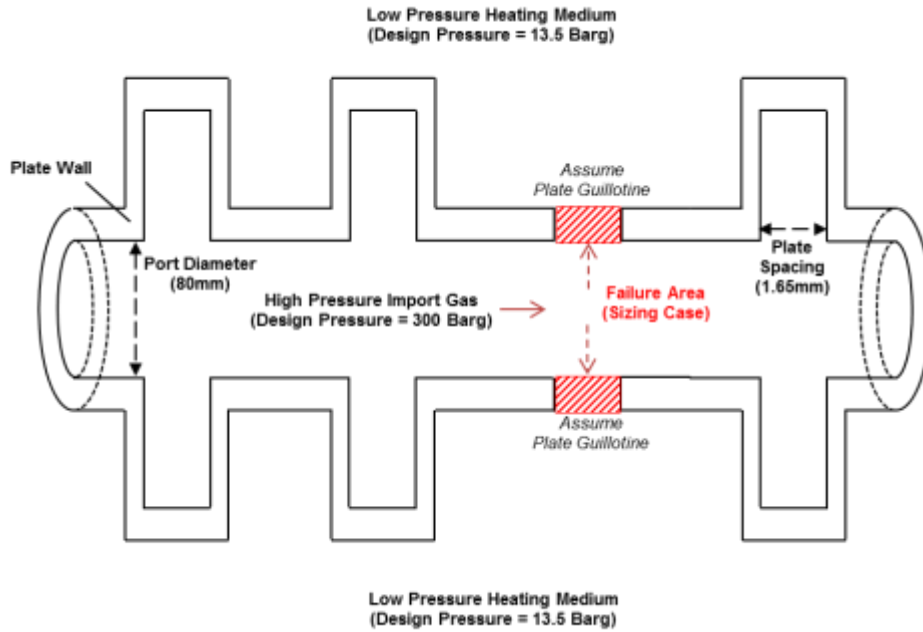 Low Pressure Heating Medium
(Design Pressure = 13.5 Barg)
Plate Wall
Assume
Plate Guillotine
Port Diameter
(80mm)
High Pressure Import Gas
(Design Pressure = 300 Barg)
Failure Area
(Sizing Case)
Plate
Spacing
(1.65mm)
Assume
Plate Guillotine
Low Pressure Heating Medium
(Design Pressure = 13.5 Barg)